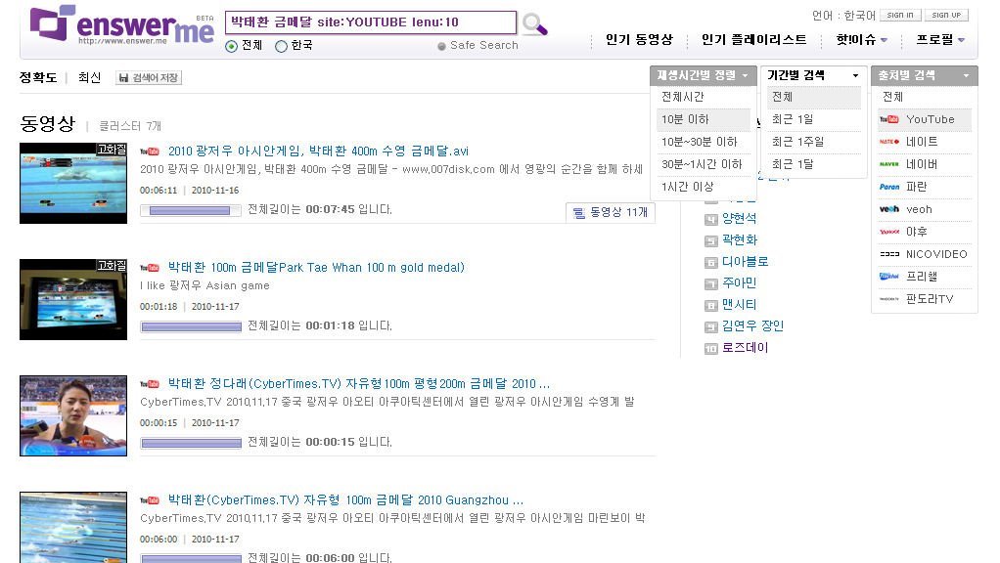 enswerme BETA
http://www.enswer.me
박태환 금메달 site:YOUTUBE lenu:10
전체 한국 Safe Search
언어 : 한국어 SIGN IN SIGN UP
인기 동영상 인기 플레이리스트 핫!이슈 프로필
정확도 | 최신 검색어 저장
재생시간별 정렬
전체시간
10분 이하
10분~30분 이하
30분~1시간 이하
1시간 이상
기간별 검색
전체
최근 1일
최근 1주일
최근 1달
출처별 검색
전체
YouTube
네이트
네이버
파란
veoh
야후
NICOVIDEO
프리챌
판도라TV
동영상 | 클러스터 7개
고화질
2010 광저우 아시안게임, 박태환 400m 수영 금메달.avi
2010 광저우 아시안게임, 박태환 400m 수영 금메달 - www.007disk.com 에서 영광의 순간을 함께 하세
00:06:11 | 2010-11-16
전체길이는 00:07:45 입니다.
동영상 11개
고화질
박태환 100m 금메달Park Tae Whan 100 m gold medal)
I like 광저우 Asian game
00:01:18 | 2010-11-17
전체길이는 00:01:18 입니다.
박태환 정다래(CyberTimes.TV) 자유형100m 평형200m 금메달 2010 ...
CyberTimes.TV 2010.11.17 중국 광저우 아오티 아쿠아틱센터에서 열린 광저우 아시안게임 수영계 발
00:00:15 | 2010-11-17
전체길이는 00:00:15 입니다.
박태환(CyberTimes.TV) 자유형 100m 금메달 2010 Guangzhou ...
CyberTimes.TV 2010.11.17 중국 광저우 아오티 아쿠아틱센터에서 열린 광저우 아시안게임 마린보이 박
00:06:00 | 2010-11-17
전체길이는 00:06:00 입니다.
4 양현석
5 곽현화
6 디아블로
7 주아민
8 맨시티
9 김연우 장인
10 로즈데이